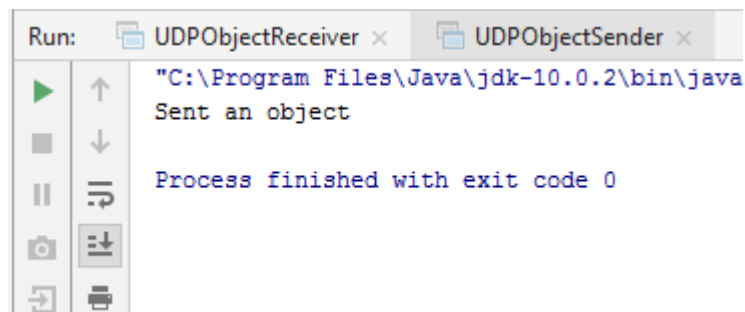 Run: UDPObjectReceiver × UDPObjectSender ×
"C:\Program Files\Java\jdk-10.0.2\bin\java
Sent an object
Process finished with exit code 0